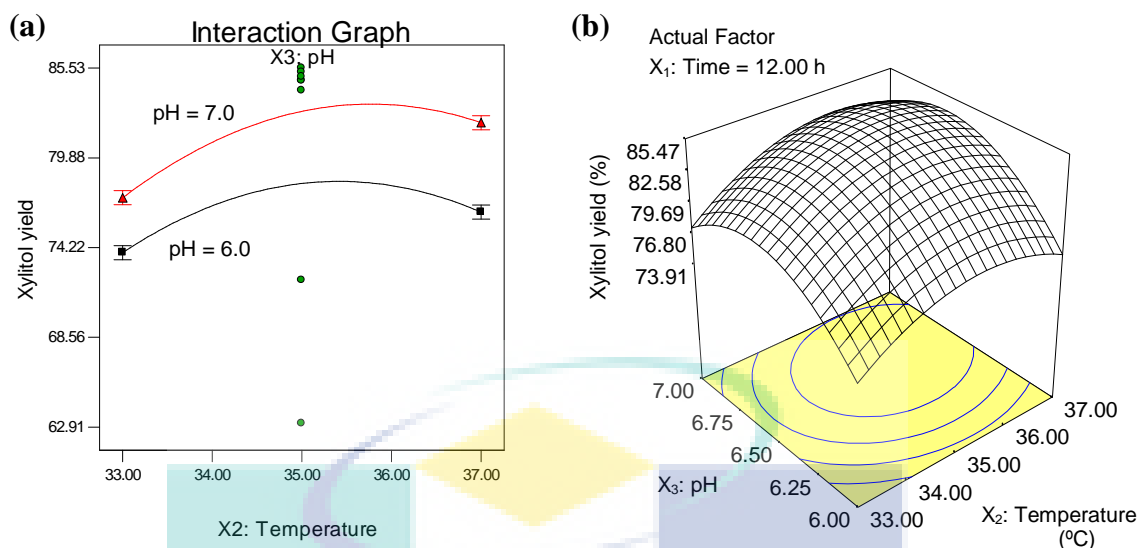 (a)
Interaction Graph
X3: pH
85.53
79.88
74.22
68.56
62.91
Xylitol yield
pH = 7.0
pH = 6.0
33.00 34.00 35.00 36.00 37.00
X2: Temperature
(b)
Actual Factor
X₁: Time = 12.00 h
85.47
82.58
79.69
76.80
73.91
Xylitol yield (%)
7.00
6.75
6.50
6.25
6.00
X₃: pH
37.00
36.00
35.00
34.00
33.00
X₂: Temperature
(ºC)